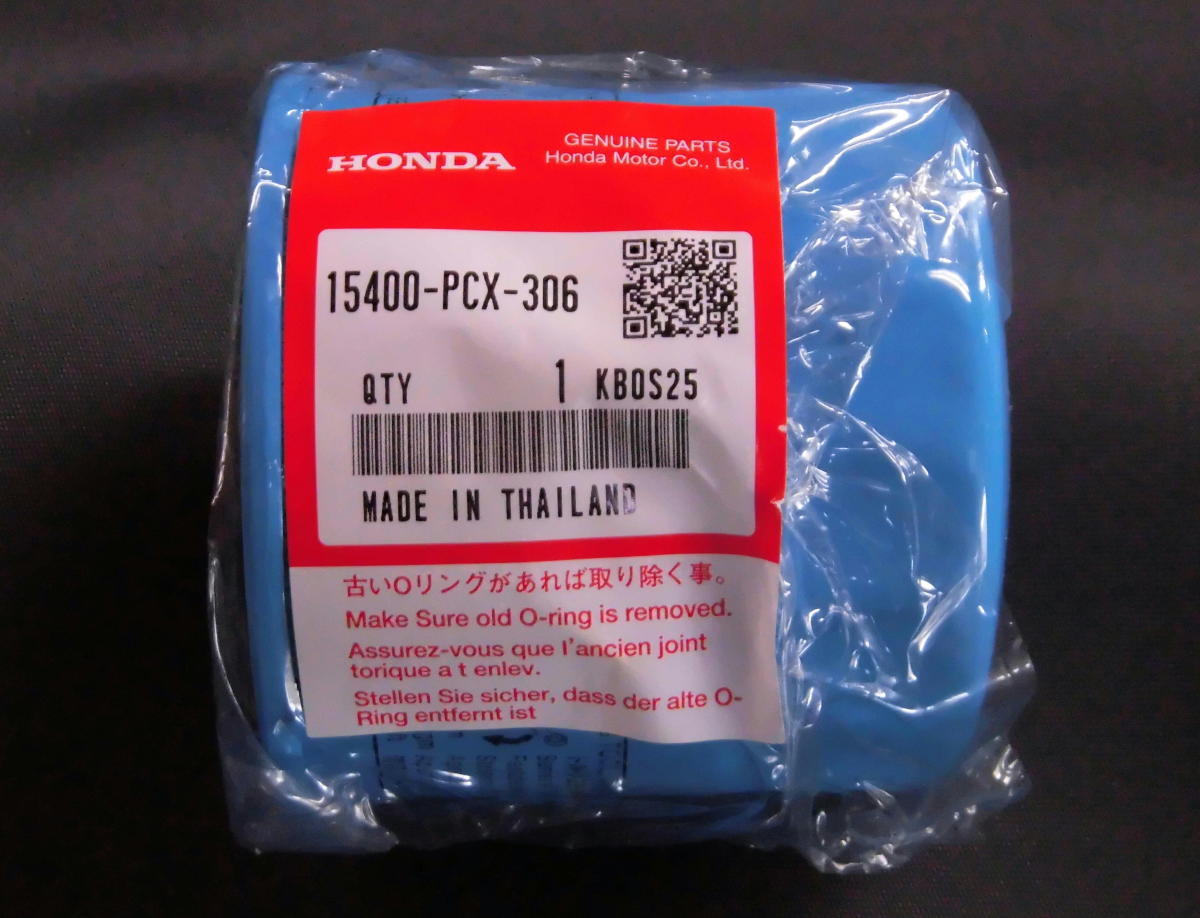 HONDA
GENUINE PARTS
Honda Motor Co., Ltd.
15400-PCX-306
QTY 1 KBOS25
MADE IN THAILAND
古いOリングがあれば取り除く事。
Make Sure old O-ring is removed.
Assurez-vous que l'ancien joint
torique a t enlev.
Stellen Sie sicher, dass der alte O-
Ring entfernt ist